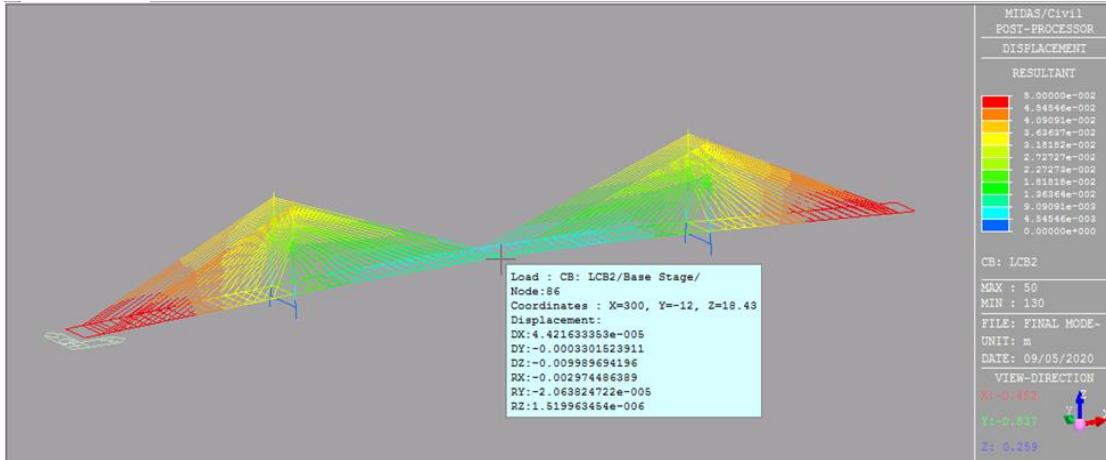 MIDAS/Civil
POST-PROCESSOR
DISPLACEMENT
RESULTANT
5.00000e-002
4.54546e-002
4.09091e-002
3.63637e-002
3.18182e-002
2.72727e-002
2.27273e-002
1.81818e-002
1.36364e-002
9.09091e-003
4.54546e-003
0.00000e+000
CB: LCB2
MAX : 50
MIN : 130
FILE: FINAL MODE~
UNIT: m
DATE: 09/05/2020
VIEW-DIRECTION
Y:-0.837
Z: 0.259
Z
Load : CB: LCB2/Base Stage/
Node:86
Coordinates : X=300, Y=-12, Z=18.43
Displacement:
DX:4.421633353e-005
DY:-0.0003301523911
DZ:-0.009989694196
RX:-0.002974486389
RY:-2.063824722e-005
RZ:1.519963454e-006